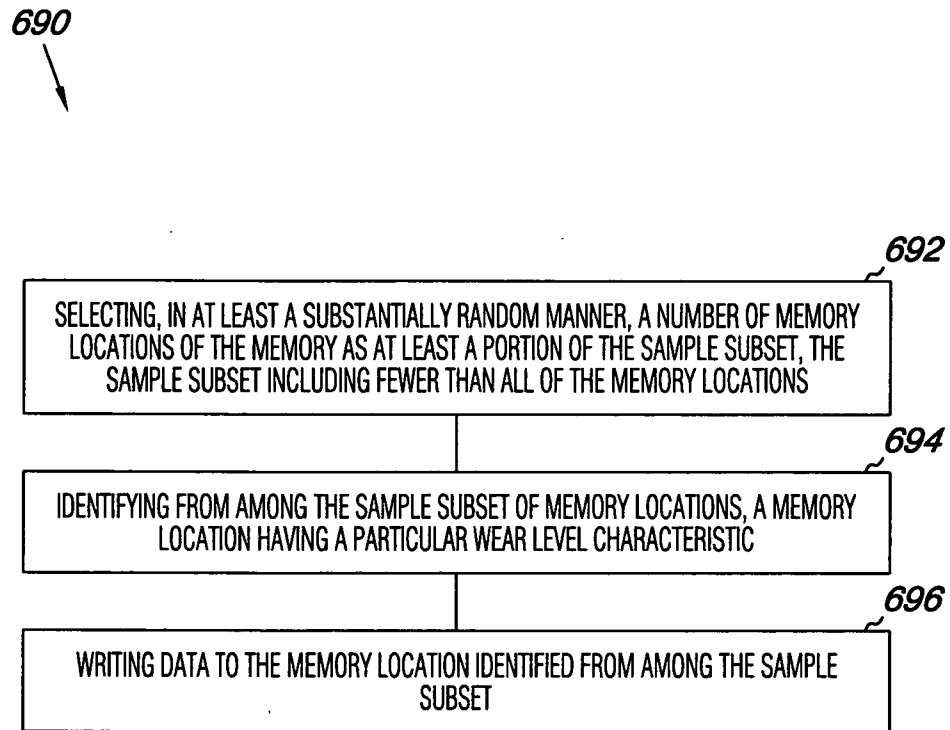 690
692
SELECTING, IN AT LEAST A SUBSTANTIALLY RANDOM MANNER, A NUMBER OF MEMORY
LOCATIONS OF THE MEMORY AS AT LEAST A PORTION OF THE SAMPLE SUBSET, THE
SAMPLE SUBSET INCLUDING FEWER THAN ALL OF THE MEMORY LOCATIONS
694
IDENTIFYING FROM AMONG THE SAMPLE SUBSET OF MEMORY LOCATIONS, A MEMORY
LOCATION HAVING A PARTICULAR WEAR LEVEL CHARACTERISTIC
696
WRITING DATA TO THE MEMORY LOCATION IDENTIFIED FROM AMONG THE SAMPLE
SUBSET